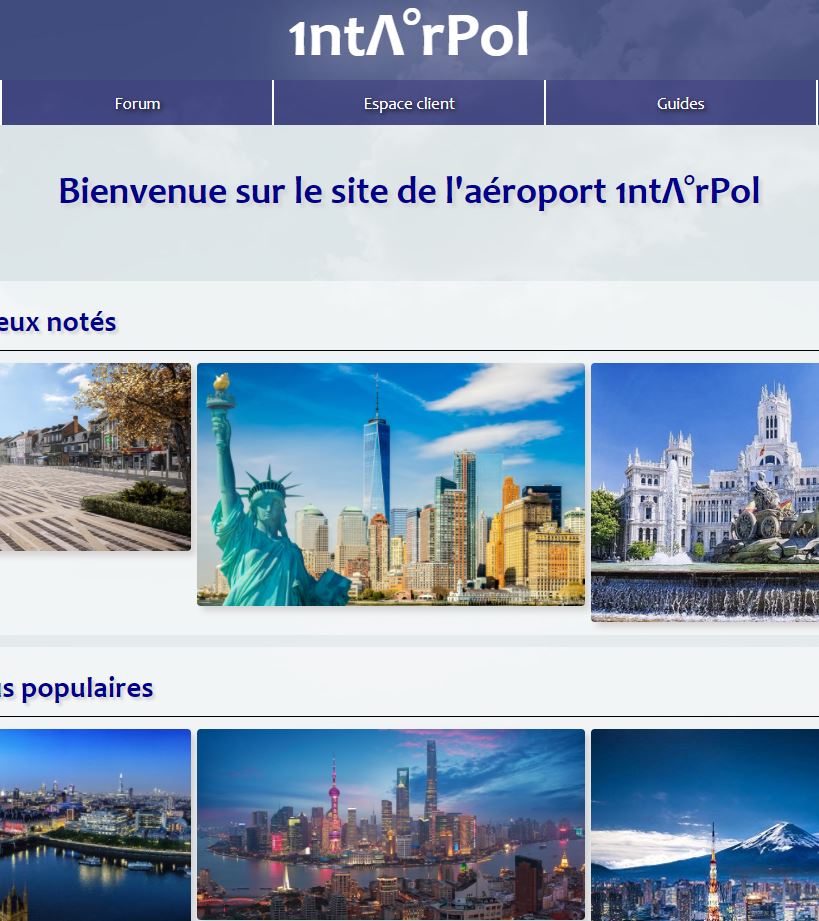 1ntΛ°rPol
Forum
Espace client
Guides
Bienvenue sur le site de l'aéroport 1ntΛ°rPol
eux notés
s populaires